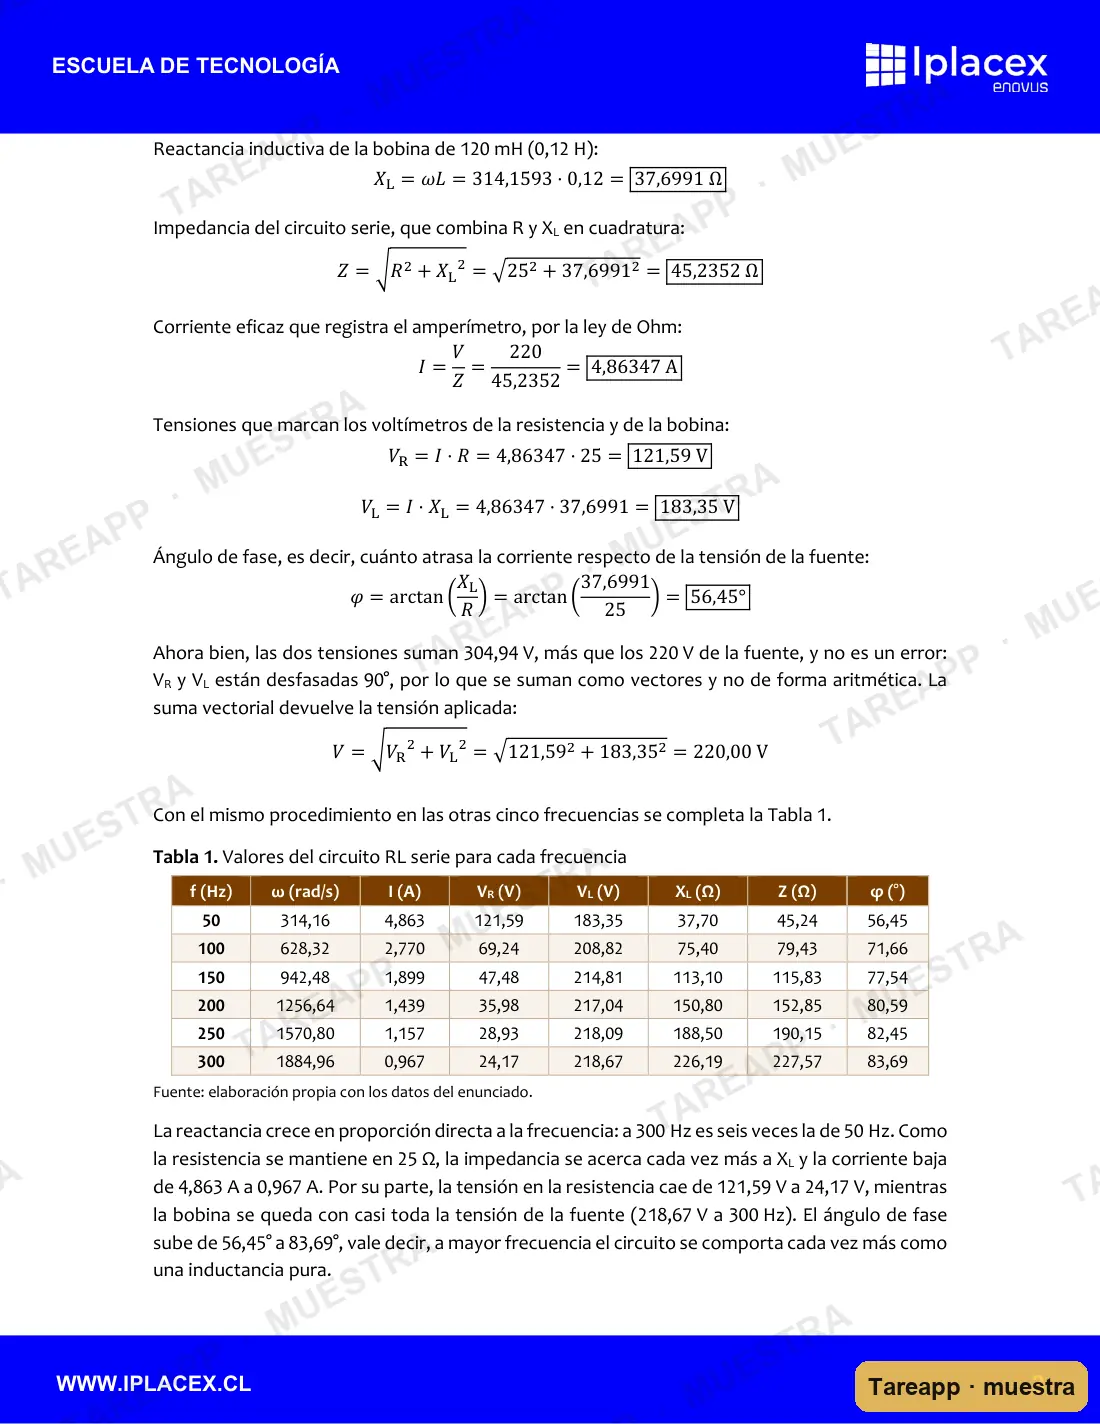 ESCUELA DE TECNOLOGÍA
Iplacex
enovus
Reactancia inductiva de la bobina de 120 mH (0,12 H):
X_L = ωL = 314,1593 · 0,12 = 37,6991 Ω
Impedancia del circuito serie, que combina R y X_L en cuadratura:
Z = √(R² + X_L²) = √(25² + 37,6991²) = 45,2352 Ω
Corriente eficaz que registra el amperímetro, por la ley de Ohm:
I = V/Z = 220/45,2352 = 4,86347 A
Tensiones que marcan los voltímetros de la resistencia y de la bobina:
V_R = I · R = 4,86347 · 25 = 121,59 V
V_L = I · X_L = 4,86347 · 37,6991 = 183,35 V
Ángulo de fase, es decir, cuánto atrasa la corriente respecto de la tensión de la fuente:
φ = arctan(X_L/R) = arctan(37,6991/25) = 56,45°
Ahora bien, las dos tensiones suman 304,94 V, más que los 220 V de la fuente, y no es un error:
V_R y V_L están desfasadas 90°, por lo que se suman como vectores y no de forma aritmética. La
suma vectorial devuelve la tensión aplicada:
V = √(V_R² + V_L²) = √(121,59² + 183,35²) = 220,00 V
Con el mismo procedimiento en las otras cinco frecuencias se completa la Tabla 1.
Tabla 1. Valores del circuito RL serie para cada frecuencia
f (Hz) ω (rad/s) I (A) V_R (V) V_L (V) X_L (Ω) Z (Ω) φ (°)
50 314,16 4,863 121,59 183,35 37,70 45,24 56,45
100 628,32 2,770 69,24 208,82 75,40 79,43 71,66
150 942,48 1,899 47,48 214,81 113,10 115,83 77,54
200 1256,64 1,439 35,98 217,04 150,80 152,85 80,59
250 1570,80 1,157 28,93 218,09 188,50 190,15 82,45
300 1884,96 0,967 24,17 218,67 226,19 227,57 83,69
Fuente: elaboración propia con los datos del enunciado.
La reactancia crece en proporción directa a la frecuencia: a 300 Hz es seis veces la de 50 Hz. Como
la resistencia se mantiene en 25 Ω, la impedancia se acerca cada vez más a X_L y la corriente baja
de 4,863 A a 0,967 A. Por su parte, la tensión en la resistencia cae de 121,59 V a 24,17 V, mientras
la bobina se queda con casi toda la tensión de la fuente (218,67 V a 300 Hz). El ángulo de fase
sube de 56,45° a 83,69°, vale decir, a mayor frecuencia el circuito se comporta cada vez más como
una inductancia pura.
WWW.IPLACEX.CL
Tareapp · muestra
TAREAPP · MUESTRA